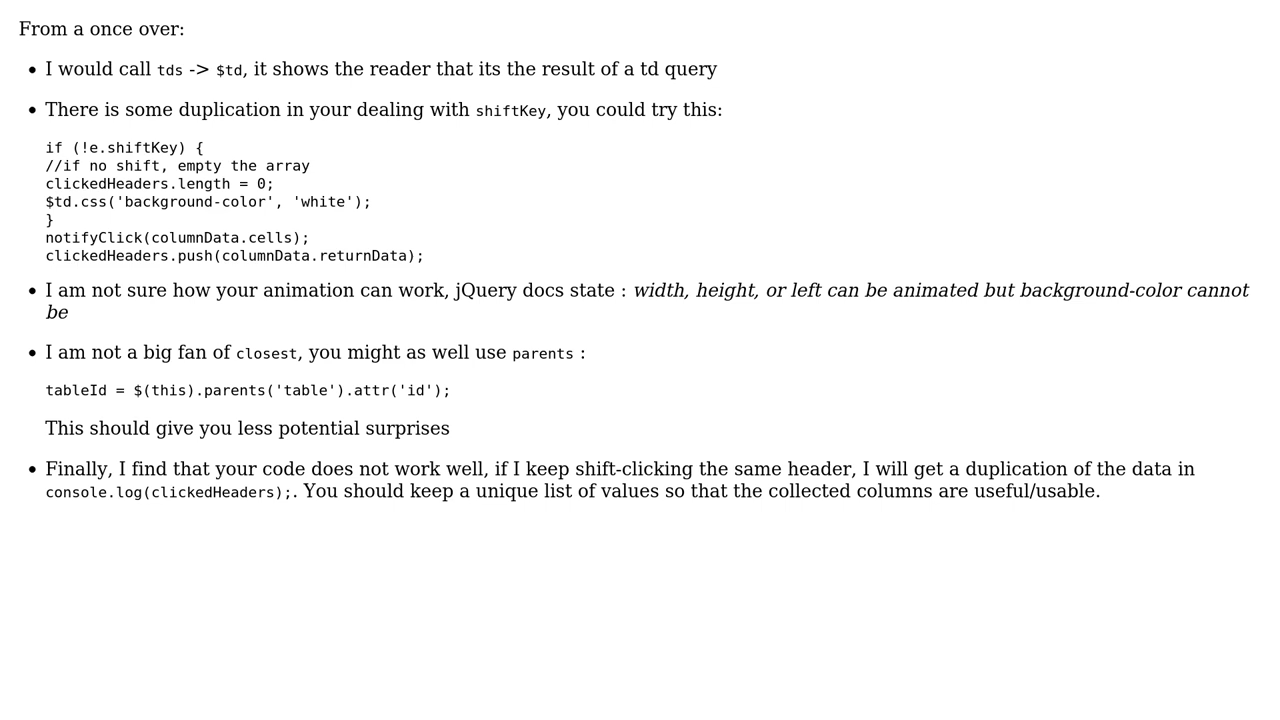 From a once over:
• I would call tds -> $td, it shows the reader that its the result of a td query
• There is some duplication in your dealing with shiftKey, you could try this:
if (!e.shiftKey) {
//if no shift, empty the array
clickedHeaders.length = 0;
$td.css('background-color', 'white');
}
notifyClick(columnData.cells);
clickedHeaders.push(columnData.returnData);
• I am not sure how your animation can work, jQuery docs state : width, height, or left can be animated but background-color cannot
be
• I am not a big fan of closest, you might as well use parents :
tableId = $(this).parents('table').attr('id');
This should give you less potential surprises
• Finally, I find that your code does not work well, if I keep shift-clicking the same header, I will get a duplication of the data in
console.log(clickedHeaders);. You should keep a unique list of values so that the collected columns are useful/usable.